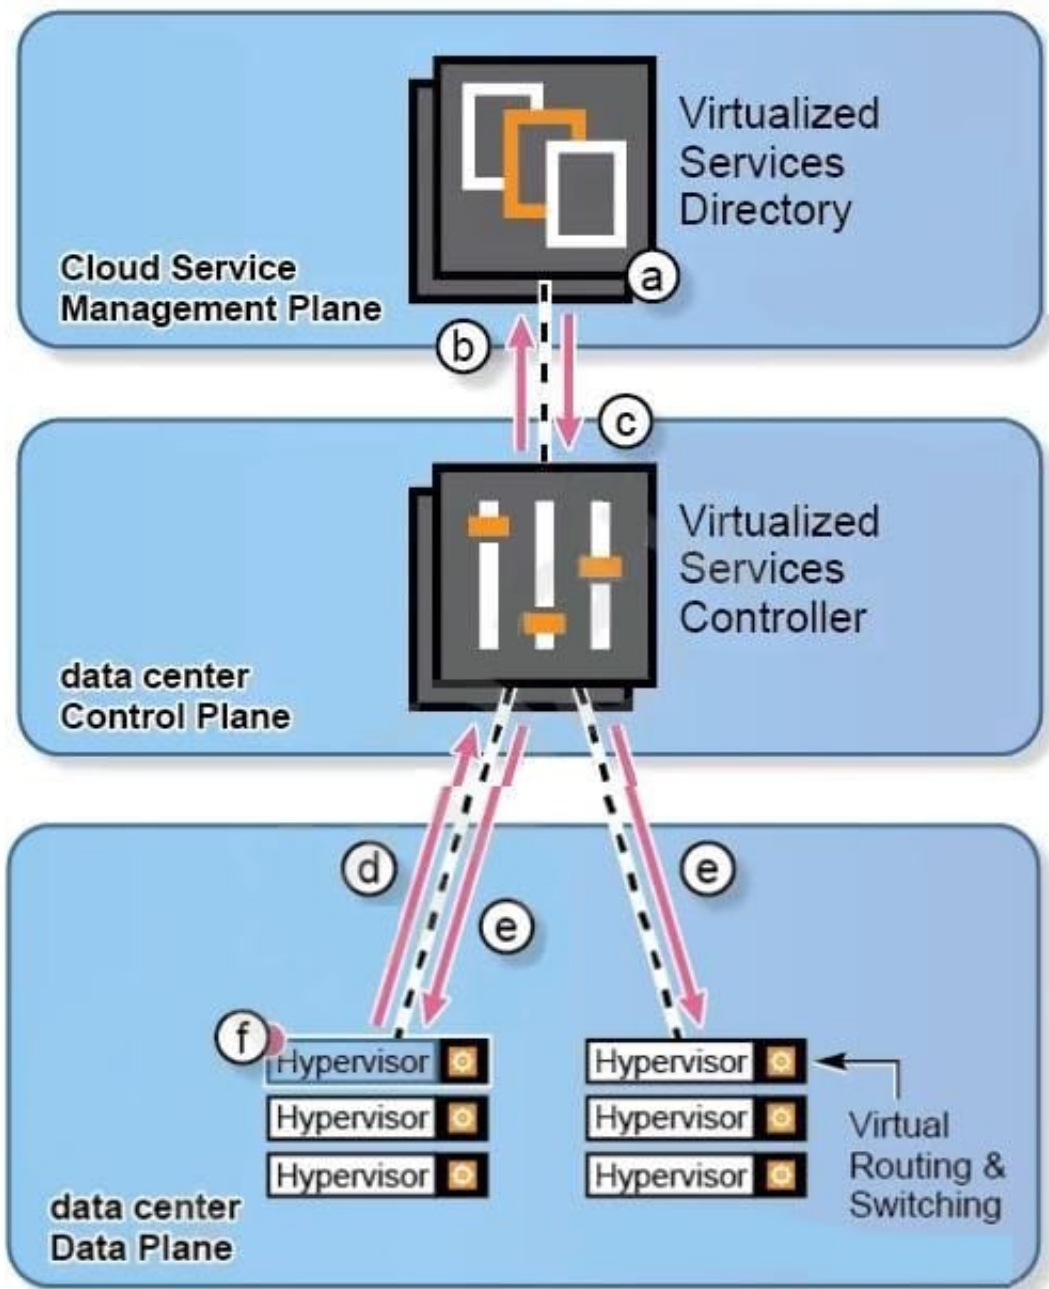 Virtualized
Services
Directory
a
Cloud Service
Management Plane
b
c
Virtualized
Services
Controller
data center
Control Plane
d
e
e
f
Hypervisor
Hypervisor
Hypervisor
Hypervisor
Hypervisor
Hypervisor
Virtual
Routing &
Switching
data center
Data Plane